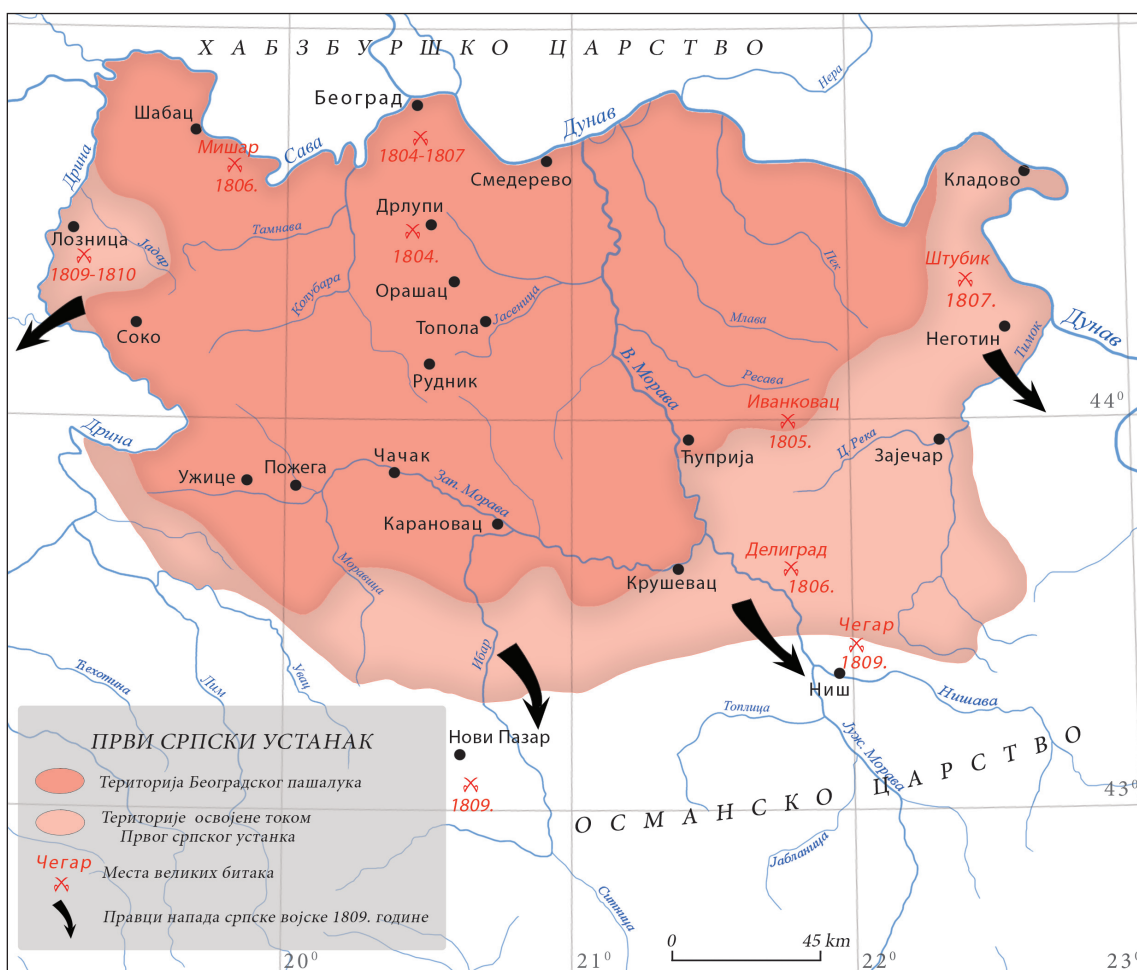 ХАБЗБУРШКО ЦАРСТВО
Нера
Београд
Дунав
Шабац
Мишар
1806.
Сава
1804-1807
Смедерево
Кладово
Дрина
Дрлупи
1804.
Лозница
1809-1810
Јадар
Тамнава
Пек
Штубик
1807.
Колубара
Орашац
Јасеница
Топола
Соко
Млава
Неготин
Тимок
Дунав
Рудник
В. Морава
Ресава
Иванковац
1805.
44⁰
Дрина
Ћуприја
Ц. Река
Зајечар
Ужице
Пожега
Чачак
Зап. Морава
Карановац
Делиград
1806.
Моравица
Крушевац
Чегар
1809.
Ибар
Ћехотина
Лим
Увац
Ниш
Нишава
Топлица
Јуж. Морава
Нови Пазар
1809.
ОСМАНСКО ЦАРСТВО
43⁰
Јабланица
Ситница
ПРВИ СРПСКИ УСТАНАК
Територија Београдског пашалука
Територије освојене током
Првог српског устанка
Чегар
Места великих битака
Правци напада српске војске 1809. године
0
45 km
20⁰
21⁰
22⁰
23⁰